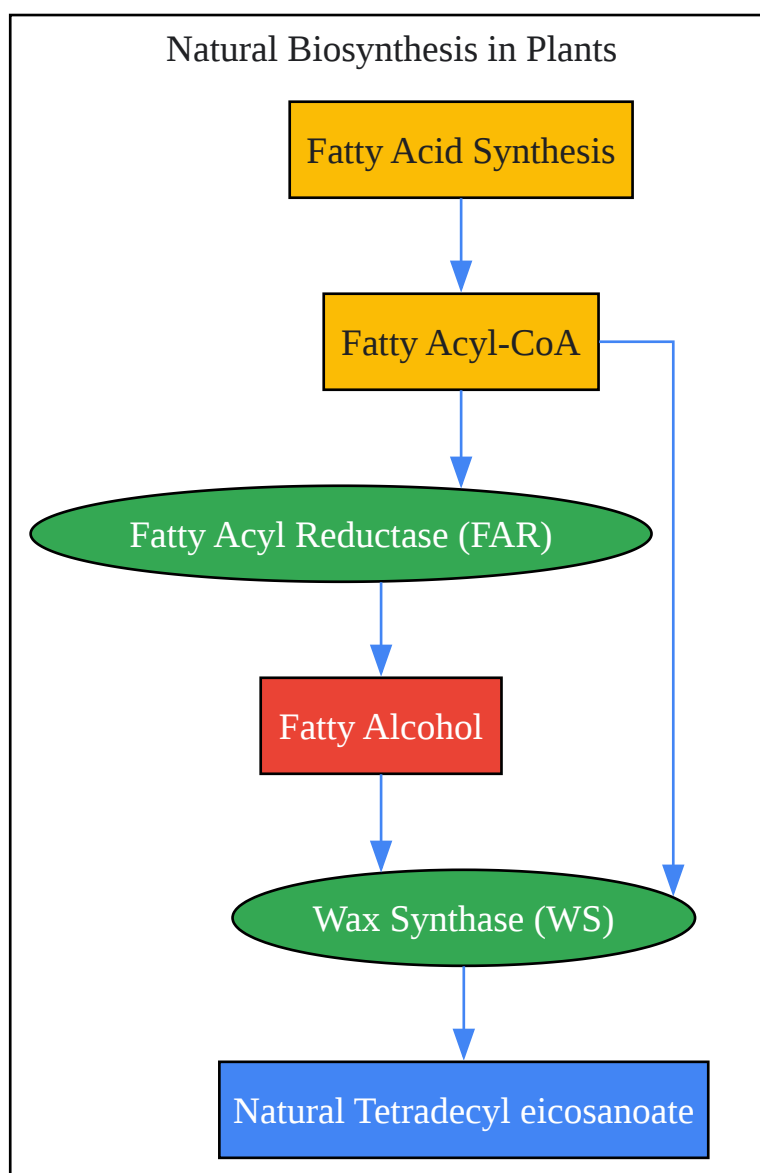 Natural Biosynthesis in Plants
Fatty Acid Synthesis
Fatty Acyl-CoA
Fatty Acyl Reductase (FAR)
Fatty Alcohol
Wax Synthase (WS)
Natural Tetradecyl eicosanoate